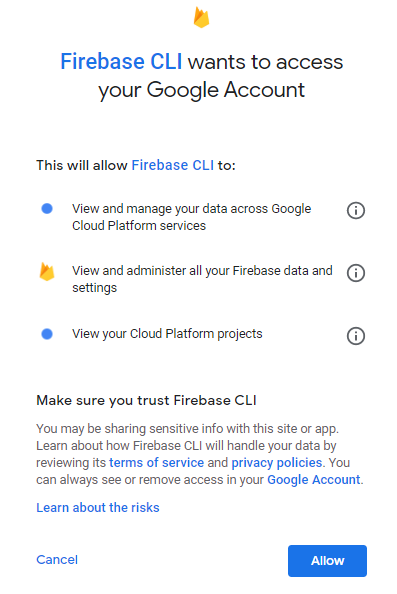 Firebase CLI wants to access
your Google Account
This will allow Firebase CLI to:
View and manage your data across Google
Cloud Platform services
View and administer all your Firebase data and
settings
View your Cloud Platform projects
Make sure you trust Firebase CLI
You may be sharing sensitive info with this site or app.
Learn about how Firebase CLI will handle your data by
reviewing its terms of service and privacy policies. You
can always see or remove access in your Google Account.
Learn about the risks
Cancel
Allow